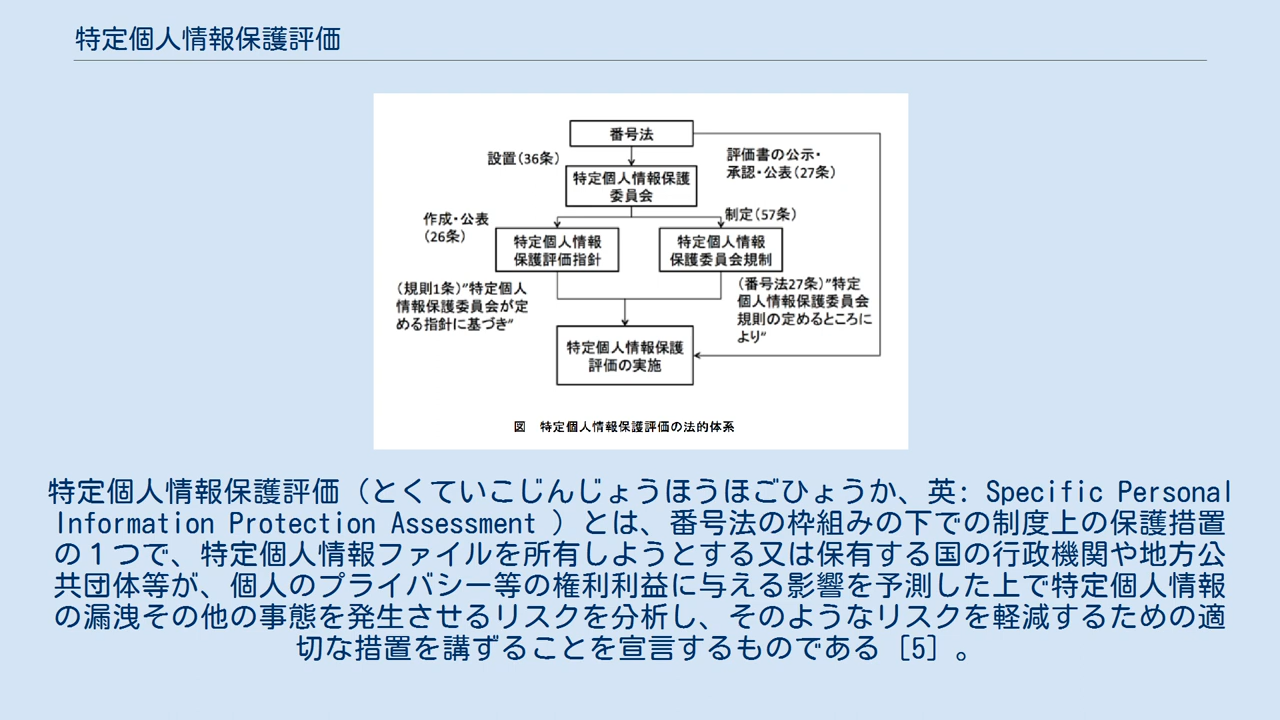 特定個人情報保護評価
番号法
設置(36条)
評価書の公示・
承認・公表(27条)
特定個人情報保護
委員会
作成・公表
(26条)
制定(57条)
特定個人情報
保護評価指針
特定個人情報
保護委員会規制
(規則1条)"特定個人
情報保護委員会が定
める指針に基づき"
(番号法27条)"特定
個人情報保護委員会
規則の定めるところに
より"
特定個人情報保護
評価の実施
図 特定個人情報保護評価の法的体系
特定個人情報保護評価（とくていこじんじょうほうほごひょうか、英: Specific Personal
Information Protection Assessment ）とは、番号法の枠組みの下での制度上の保護措置
の１つで、特定個人情報ファイルを所有しようとする又は保有する国の行政機関や地方公
共団体等が、個人のプライバシー等の権利利益に与える影響を予測した上で特定個人情報
の漏洩その他の事態を発生させるリスクを分析し、そのようなリスクを軽減するための適
切な措置を講ずることを宣言するものである［5］。